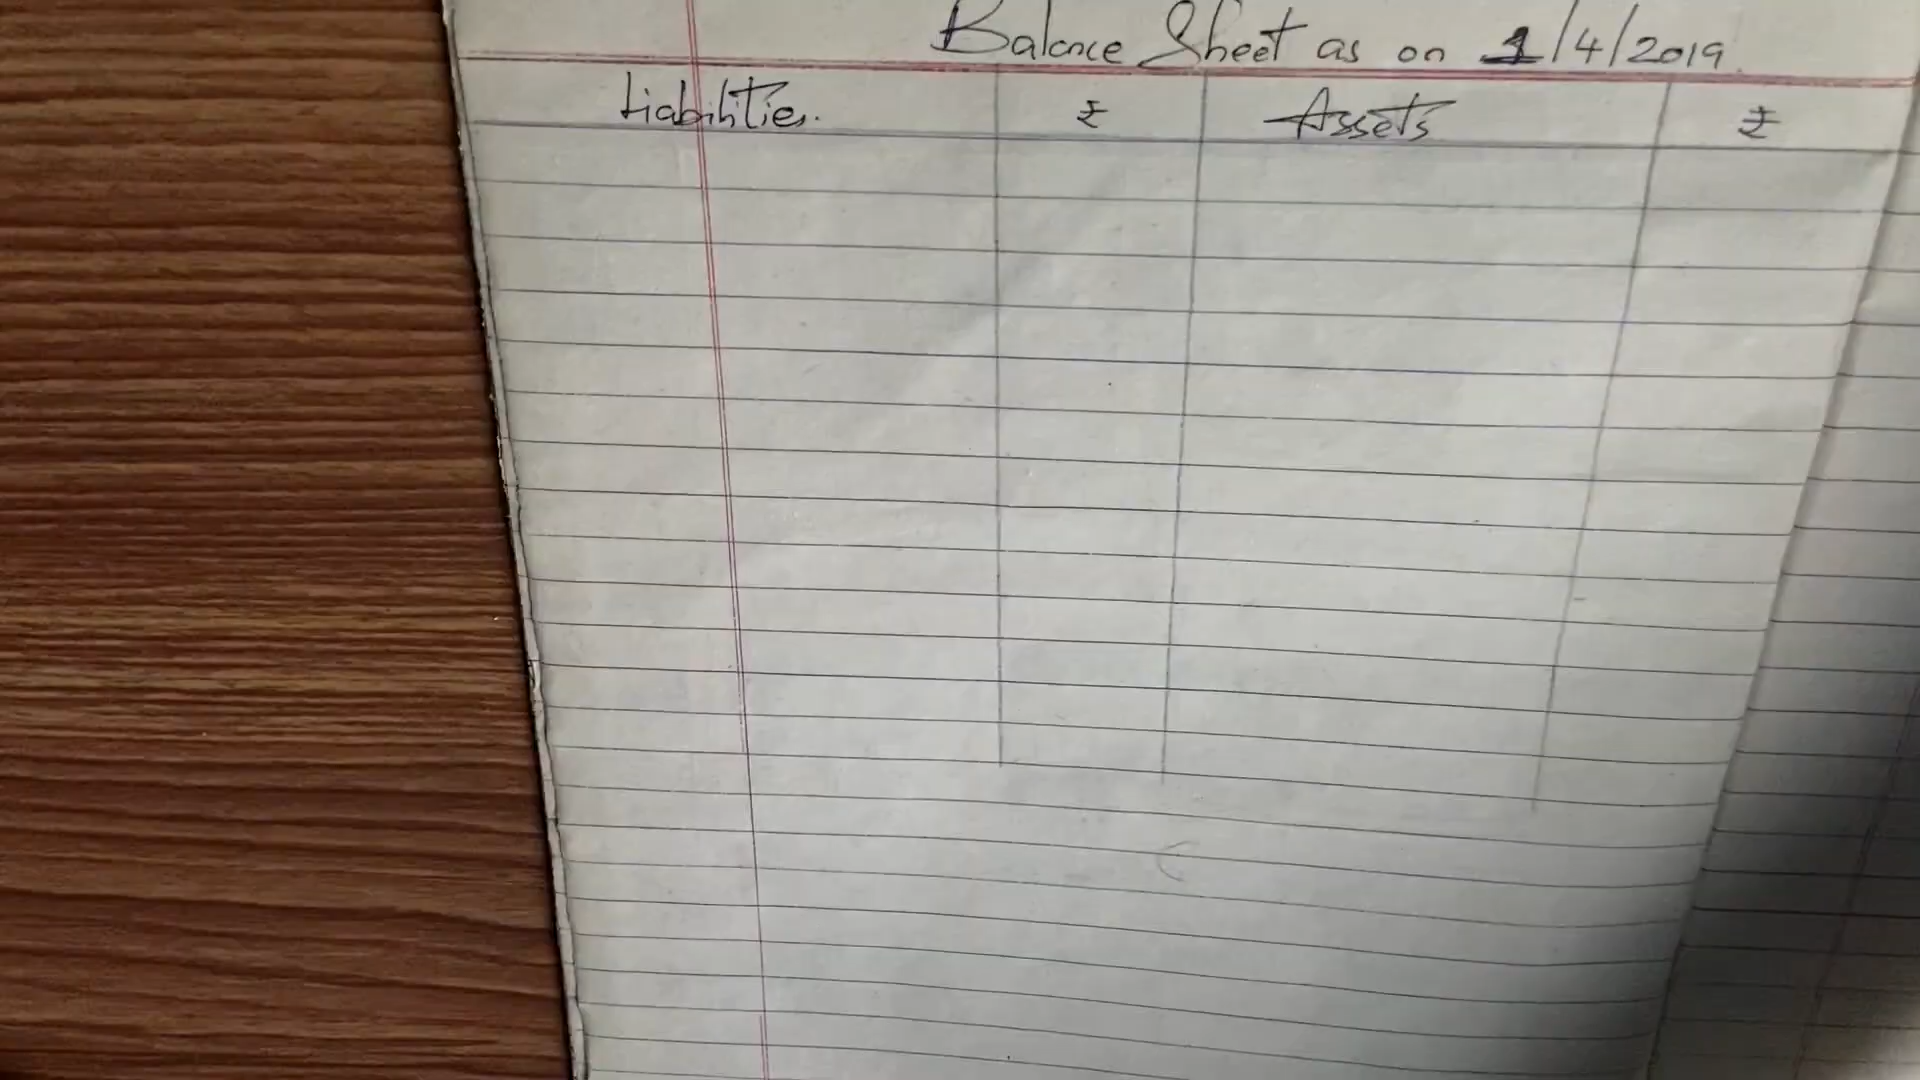 Balance Sheet as on 1/4/2019.
Liabilities. ₹ Assets ₹